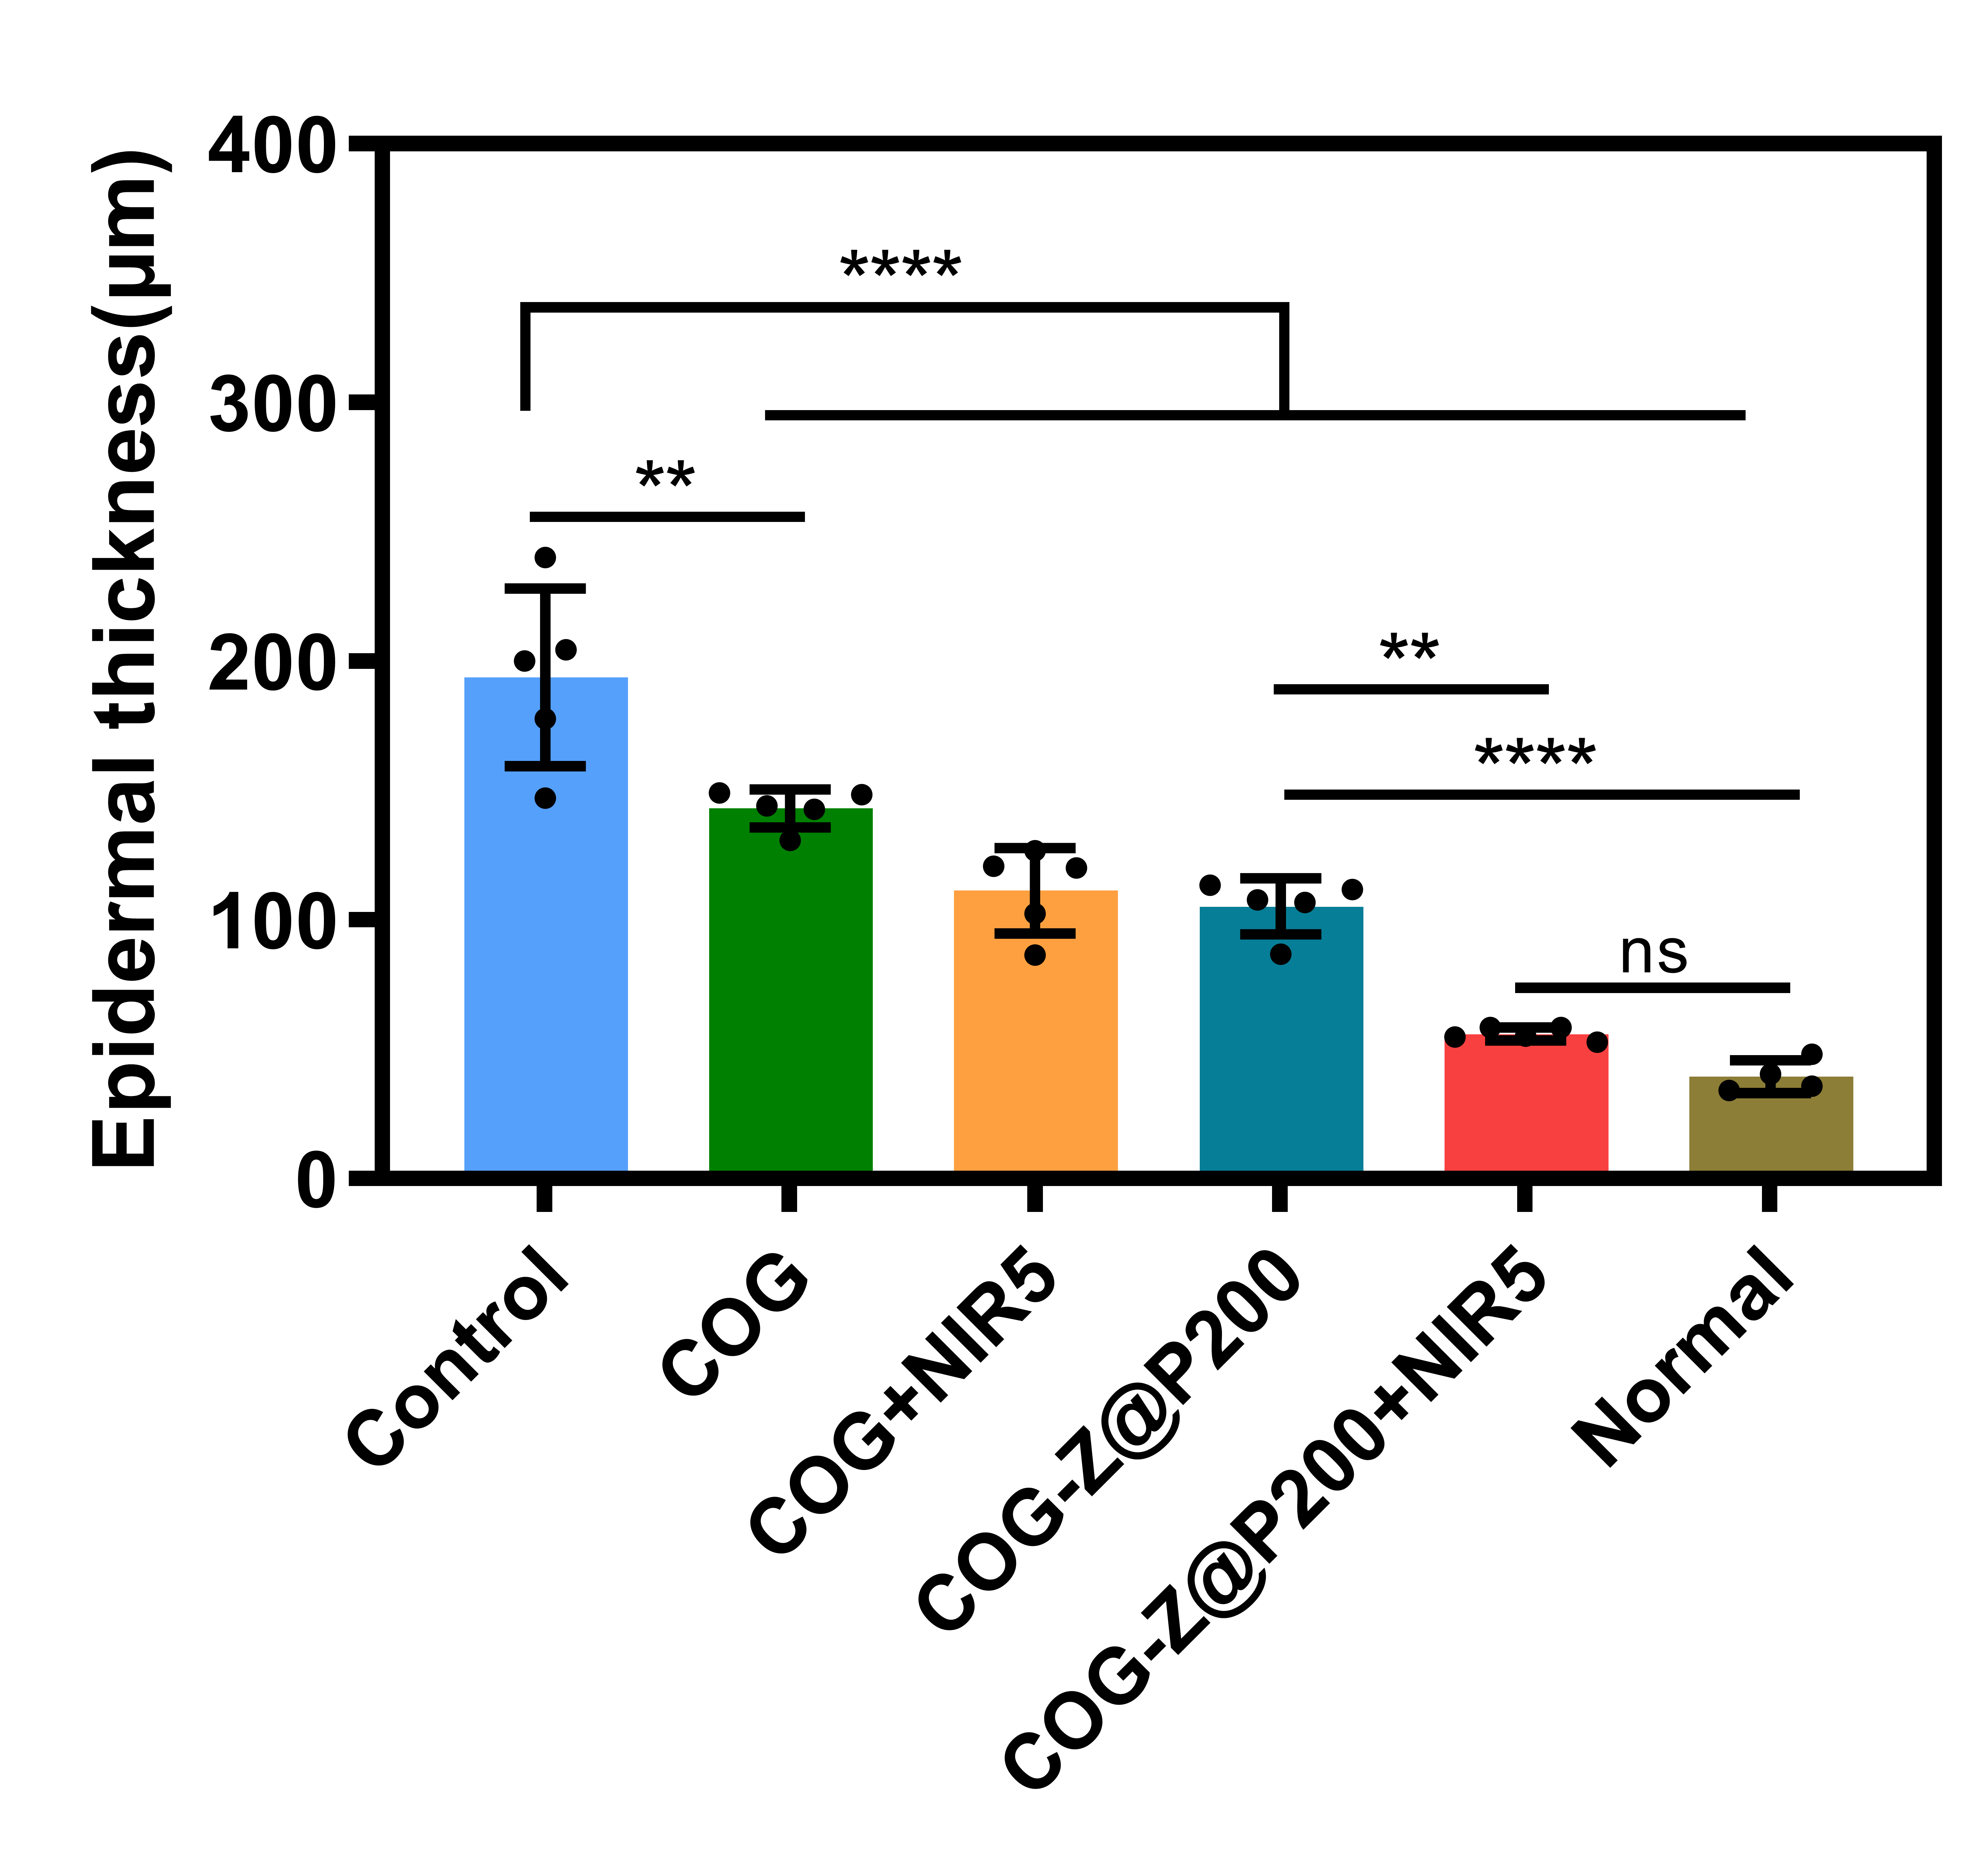 Epidermal thickness(μm)
400
300
200
100
0
****
**
**
****
ns
Control
COG
COG+NIR5
COG-Z@P200
COG-Z@P200+NIR5
Normal